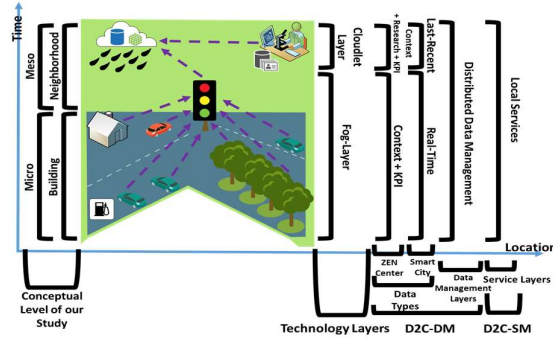 Time
Meso
Neighborhood
Micro
Building
Cloudlet
Layer
Fog-Layer
Context
+ Research + KPI
Context + KPI
Last-Recent
Real-Time
Distributed Data Management
Local Services
Location
Conceptual
Level of our
Study
Technology Layers
ZEN
Center
Smart
City
Data
Types
Data
Management
Layers
D2C-DM
Service Layers
D2C-SM